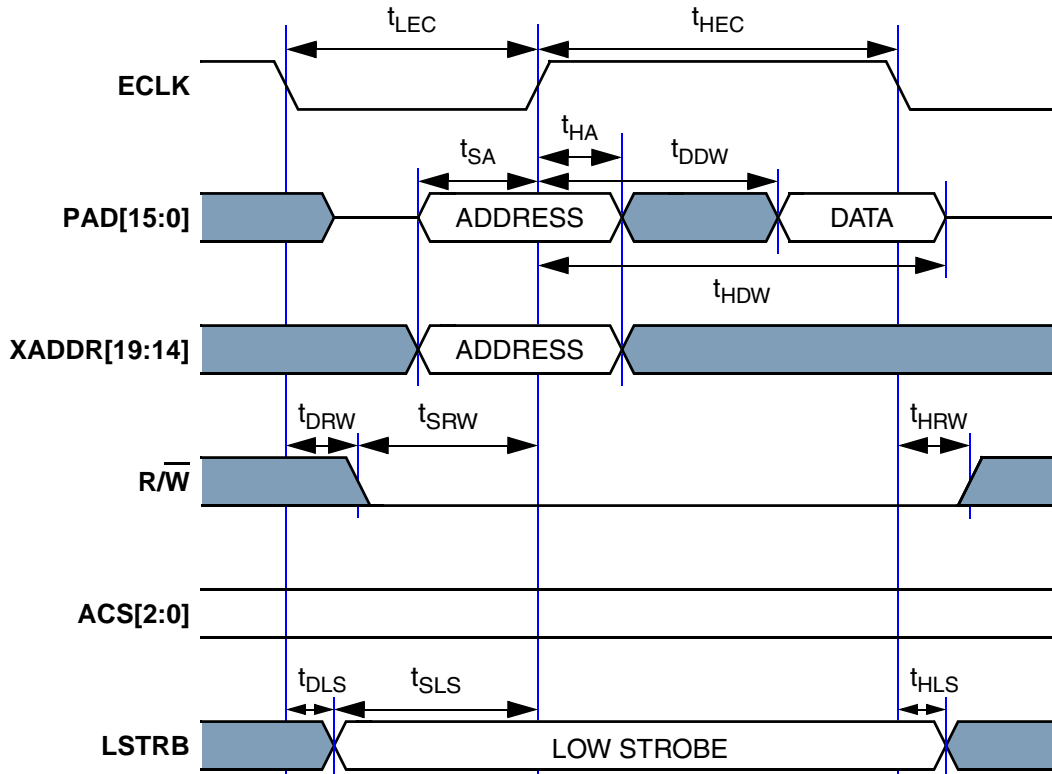 tLEC
tHEC
ECLK
tHA
tSA
tDDW
PAD[15:0]
ADDRESS
DATA
tHDW
XADDR[19:14]
ADDRESS
tDRW
tSRW
tHRW
R/W̅
ACS[2:0]
tDLS
tSLS
tHLS
LSTRB
LOW STROBE